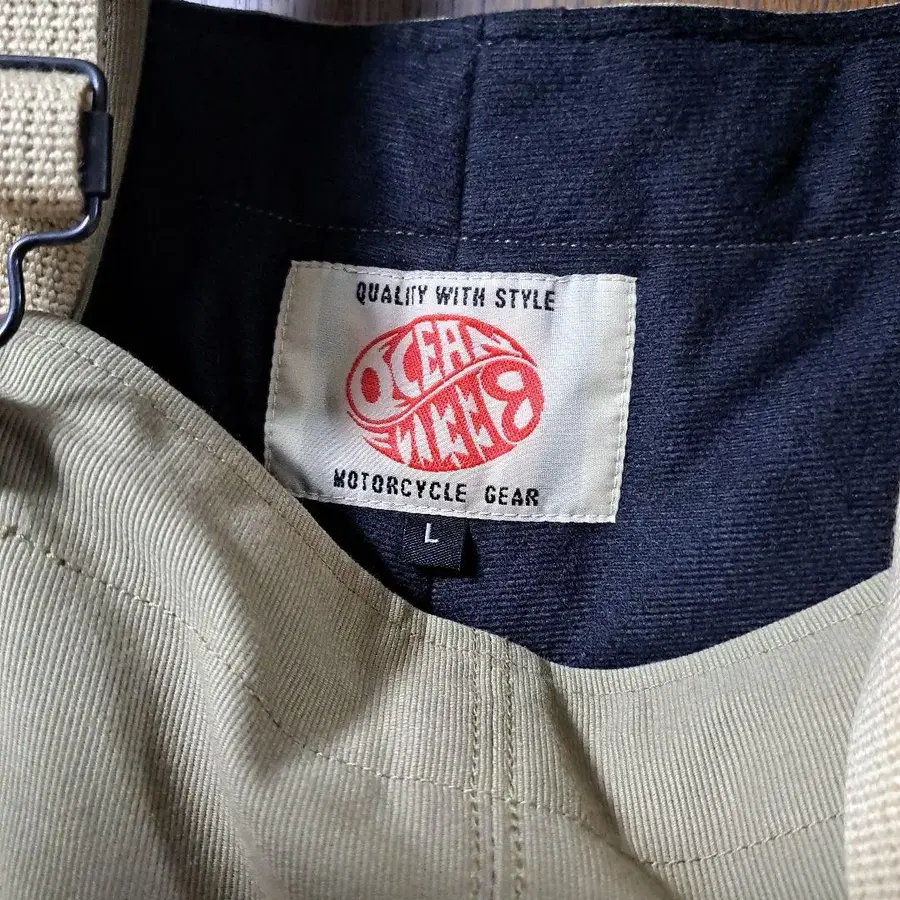 QUALITY WITH STYLE
OCEAN
BEETLE
MOTORCYCLE GEAR
L